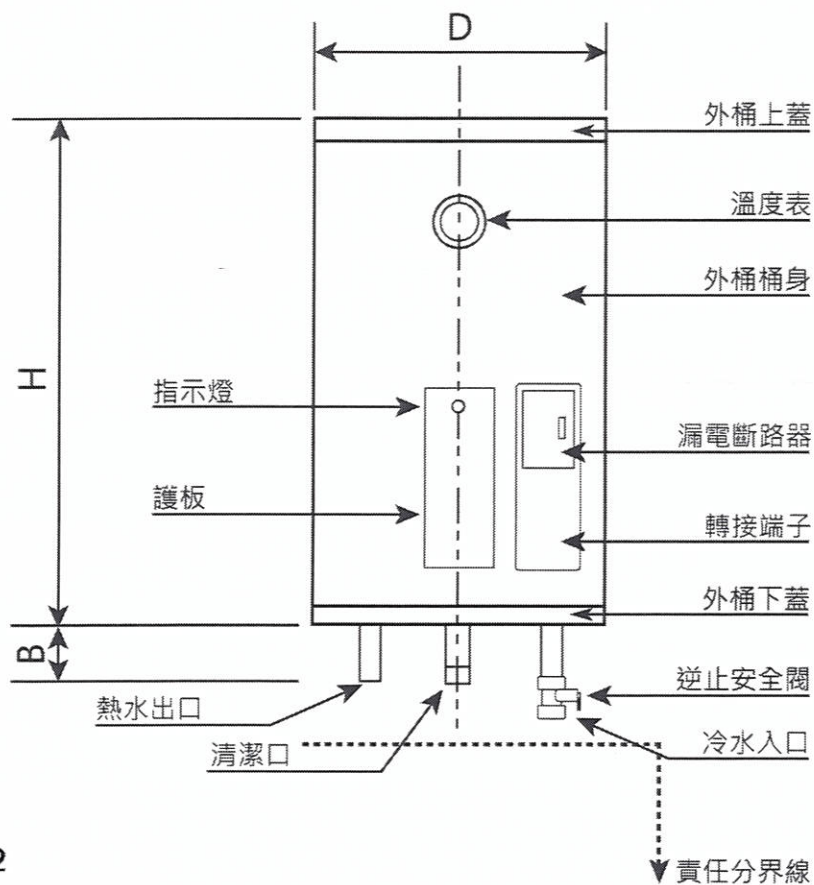 D
外桶上蓋
溫度表
外桶桶身
H
指示燈
漏電斷路器
護板
轉接端子
外桶下蓋
B
逆止安全閥
熱水出口
冷水入口
清潔口
2
責任分界線